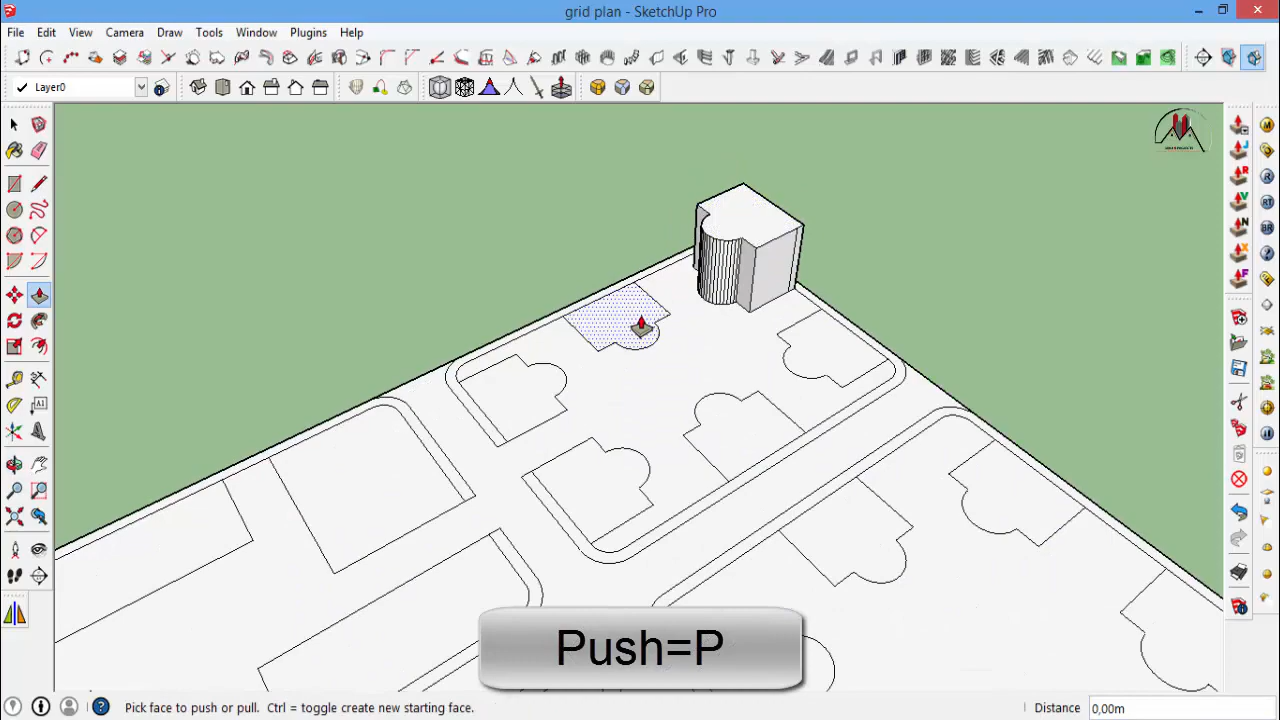 grid plan - SketchUp Pro
File Edit View Camera Draw Tools Window Plugins Help
Layer0
Push=P
Pick face to push or pull. Ctrl = toggle create new starting face.
Distance 0,00m